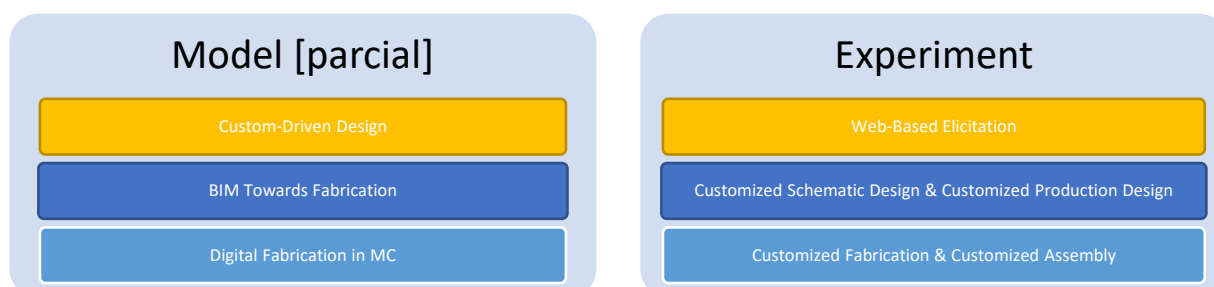 Model [parcial]
Custom-Driven Design
BIM Towards Fabrication
Digital Fabrication in MC
Experiment
Web-Based Elicitation
Customized Schematic Design & Customized Production Design
Customized Fabrication & Customized Assembly